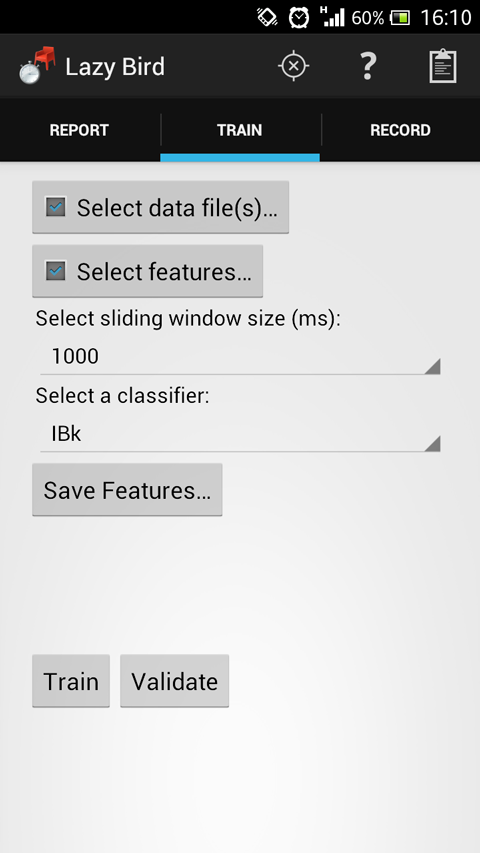 H 60% 16:10
Lazy Bird
?
REPORT TRAIN RECORD
Select data file(s)...
Select features...
Select sliding window size (ms):
1000
Select a classifier:
IBk
Save Features...
Train Validate